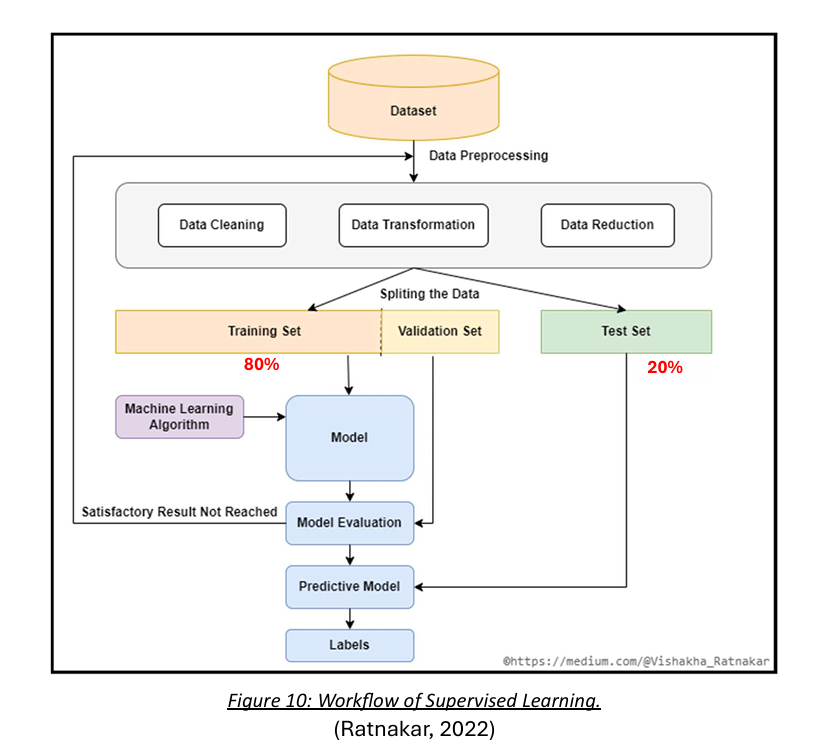 Dataset
Data Preprocessing
Data Cleaning
Data Transformation
Data Reduction
Spliting the Data
Training Set
Validation Set
Test Set
80%
20%
Machine Learning
Algorithm
Model
Satisfactory Result Not Reached
Model Evaluation
Predictive Model
Labels
©https://medium.com/@Vishakha_Ratnakar
Figure 10: Workflow of Supervised Learning.
(Ratnakar, 2022)